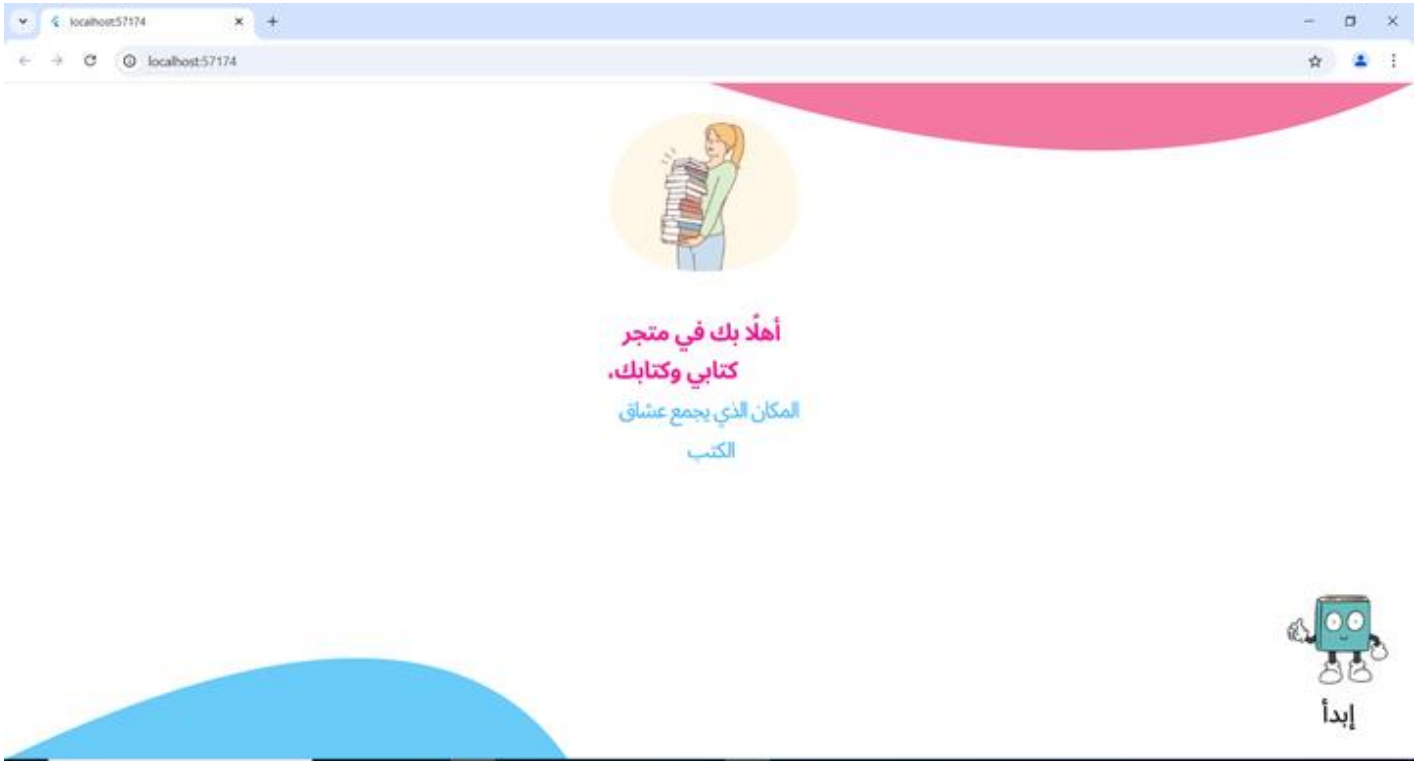 localhost:57174
localhost:57174
أهلًا بك في متجر
كتابي وكتابك،
المكان الذي يجمع عشاق
الكتب
إبدأ